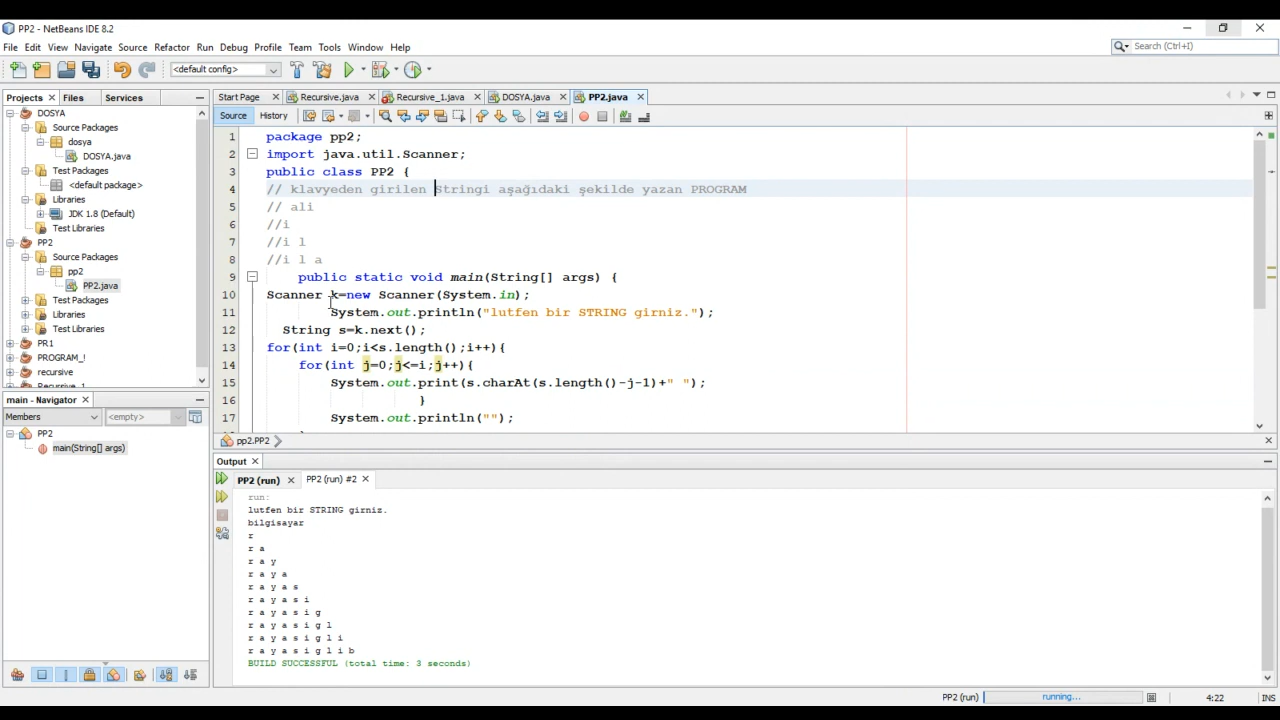 PP2 - NetBeans IDE 8.2
File Edit View Navigate Source Refactor Run Debug Profile Team Tools Window Help
Search (Ctrl+I)
<default config>
Projects Files Services
DOSYA
Source Packages
dosya
DOSYA.java
Test Packages
<default package>
Libraries
JDK 1.8 (Default)
Test Libraries
PP2
Source Packages
pp2
PP2.java
Test Packages
Libraries
Test Libraries
PR1
PROGRAM_!
recursive
Recursive_1
main - Navigator
Members <empty>
PP2
main(String[] args)
Start Page Recursive.java Recursive_1.java DOSYA.java PP2.java
Source History
1 package pp2;
2 import java.util.Scanner;
3 public class PP2 {
4 // klavyeden girilen Stringi aşağıdaki şekilde yazan PROGRAM
5 // ali
6 //i
7 //i l
8 //i l a
9 public static void main(String[] args) {
10 Scanner k=new Scanner(System.in);
11 System.out.println("lutfen bir STRING girniz.");
12 String s=k.next();
13 for(int i=0;i<s.length();i++){
14 for(int j=0;j<=i;j++){
15 System.out.print(s.charAt(s.length()-j-1)+" ");
16 }
17 System.out.println("");
pp2.PP2
Output
PP2 (run) PP2 (run) #2
run:
lutfen bir STRING girniz.
bilgisayar
r
r a
r a y
r a y a
r a y a s
r a y a s i
r a y a s i g
r a y a s i g l
r a y a s i g l i
r a y a s i g l i b
BUILD SUCCESSFUL (total time: 3 seconds)
PP2 (run) running... 4:22 INS